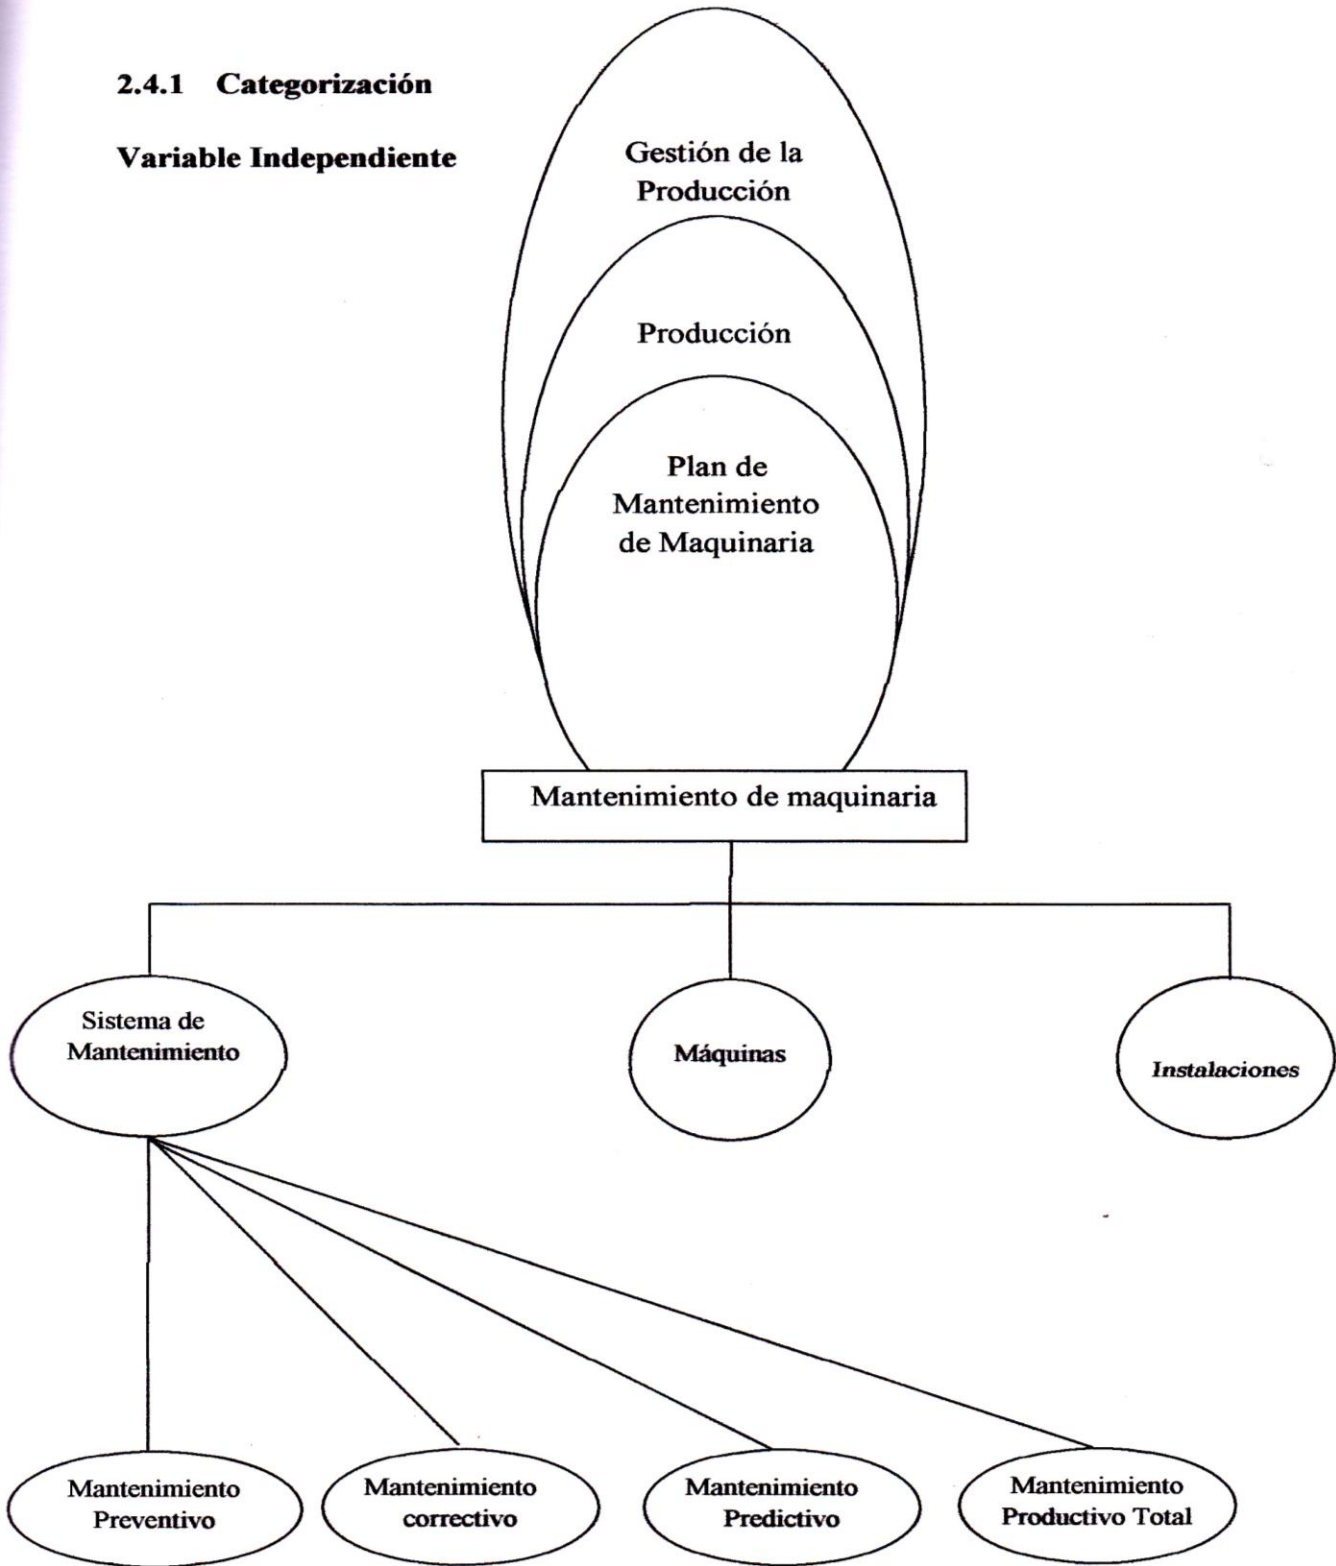 2.4.1 Categorización
Variable Independiente
Gestión de la
Producción
Producción
Plan de
Mantenimiento
de Maquinaria
Mantenimiento de maquinaria
Sistema de
Mantenimiento
Máquinas
Instalaciones
Mantenimiento
Preventivo
Mantenimiento
correctivo
Mantenimiento
Predictivo
Mantenimiento
Productivo Total